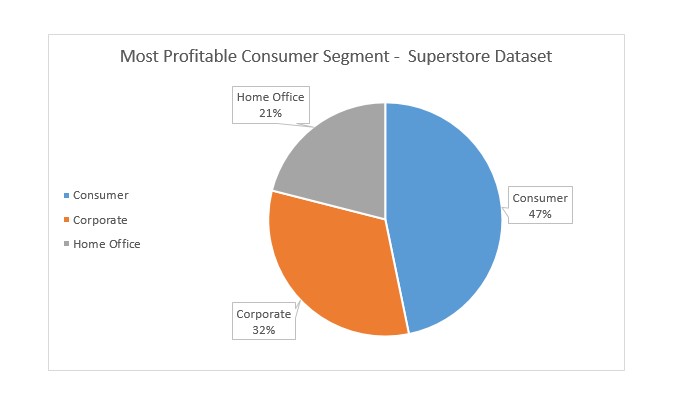 Most Profitable Consumer Segment -  Superstore Dataset
Home Office
21%
Consumer
Consumer
47%
Corporate
Home Office
Corporate
32%